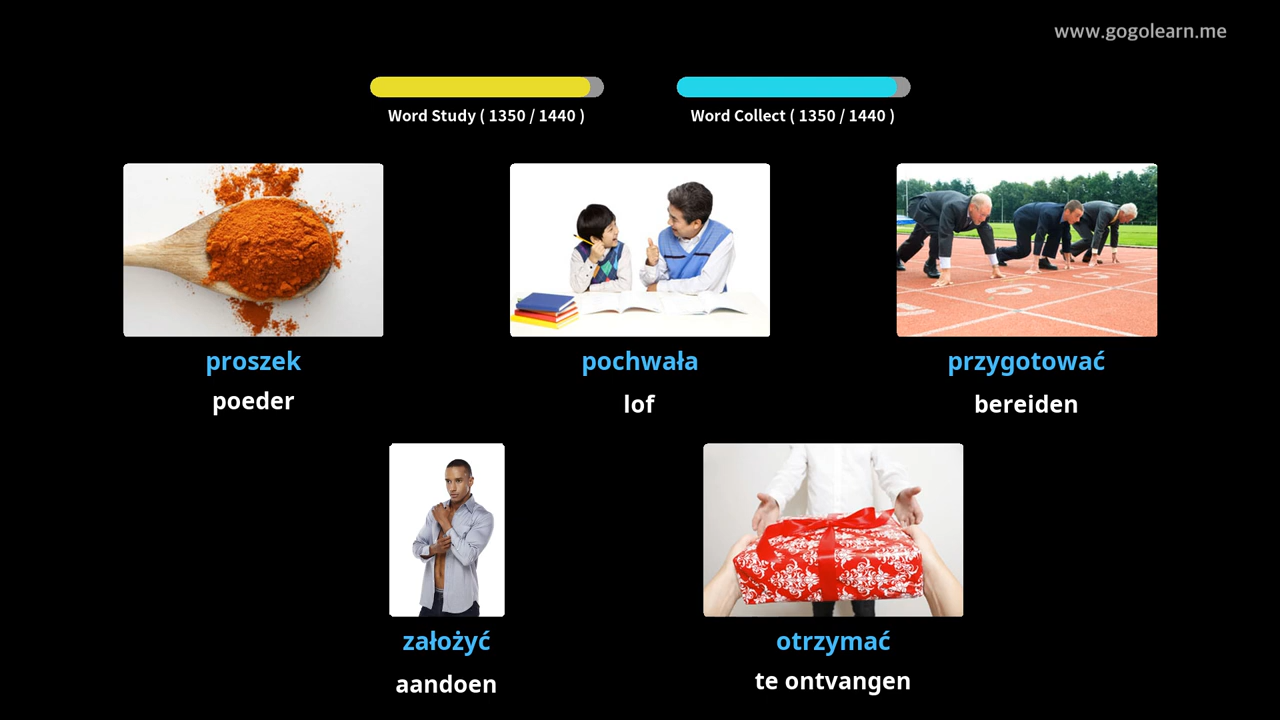 www.gogolearn.me
Word Study ( 1350 / 1440 )
Word Collect ( 1350 / 1440 )
proszek
poeder
pochwała
lof
przygotować
bereiden
założyć
aandoen
otrzymać
te ontvangen